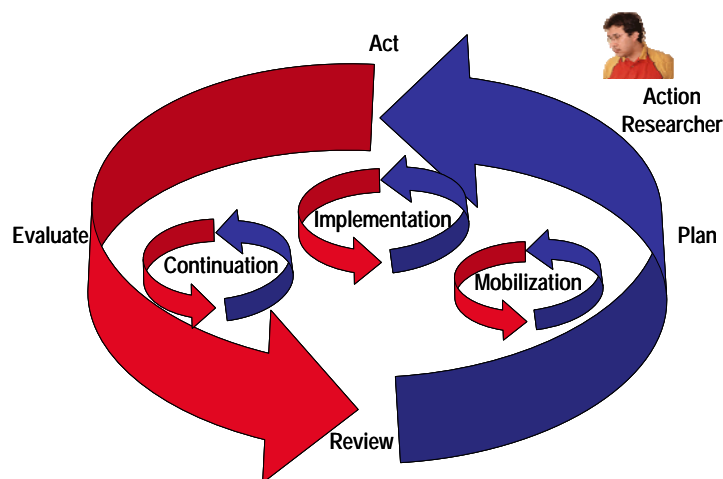 Act
Action
Researcher
Implementation
Evaluate
Plan
Continuation
Mobilization
Review